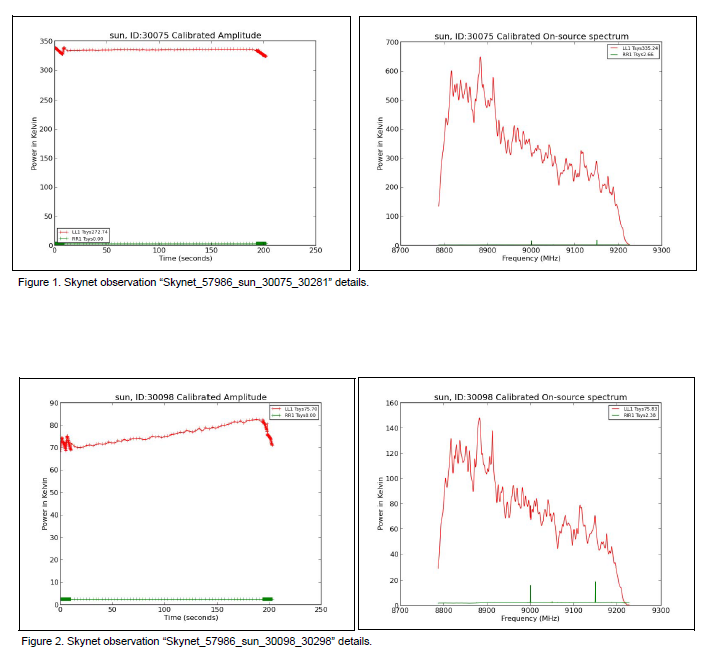 sun, ID:30075 Calibrated Amplitude
350
300
250
200
150
100
50
0
Power in Kelvin
LL1 Tsys272.74
RR1 Tsys0.00
0 50 100 150 200 250
Time (seconds)
sun, ID:30075 Calibrated On-source spectrum
700
600
500
400
300
200
100
0
Power in Kelvin
LL1 Tsys335.24
RR1 Tsys2.66
8700 8800 8900 9000 9100 9200 9300
Frequency (MHz)
Figure 1. Skynet observation “Skynet_57986_sun_30075_30281” details.
sun, ID:30098 Calibrated Amplitude
90
80
70
60
50
40
30
20
10
0
Power in Kelvin
LL1 Tsys75.70
RR1 Tsys0.00
0 50 100 150 200 250
Time (seconds)
sun, ID:30098 Calibrated On-source spectrum
160
140
120
100
80
60
40
20
0
Power in Kelvin
LL1 Tsys75.83
RR1 Tsys2.38
8700 8800 8900 9000 9100 9200 9300
Frequency (MHz)
Figure 2. Skynet observation “Skynet_57986_sun_30098_30298” details.